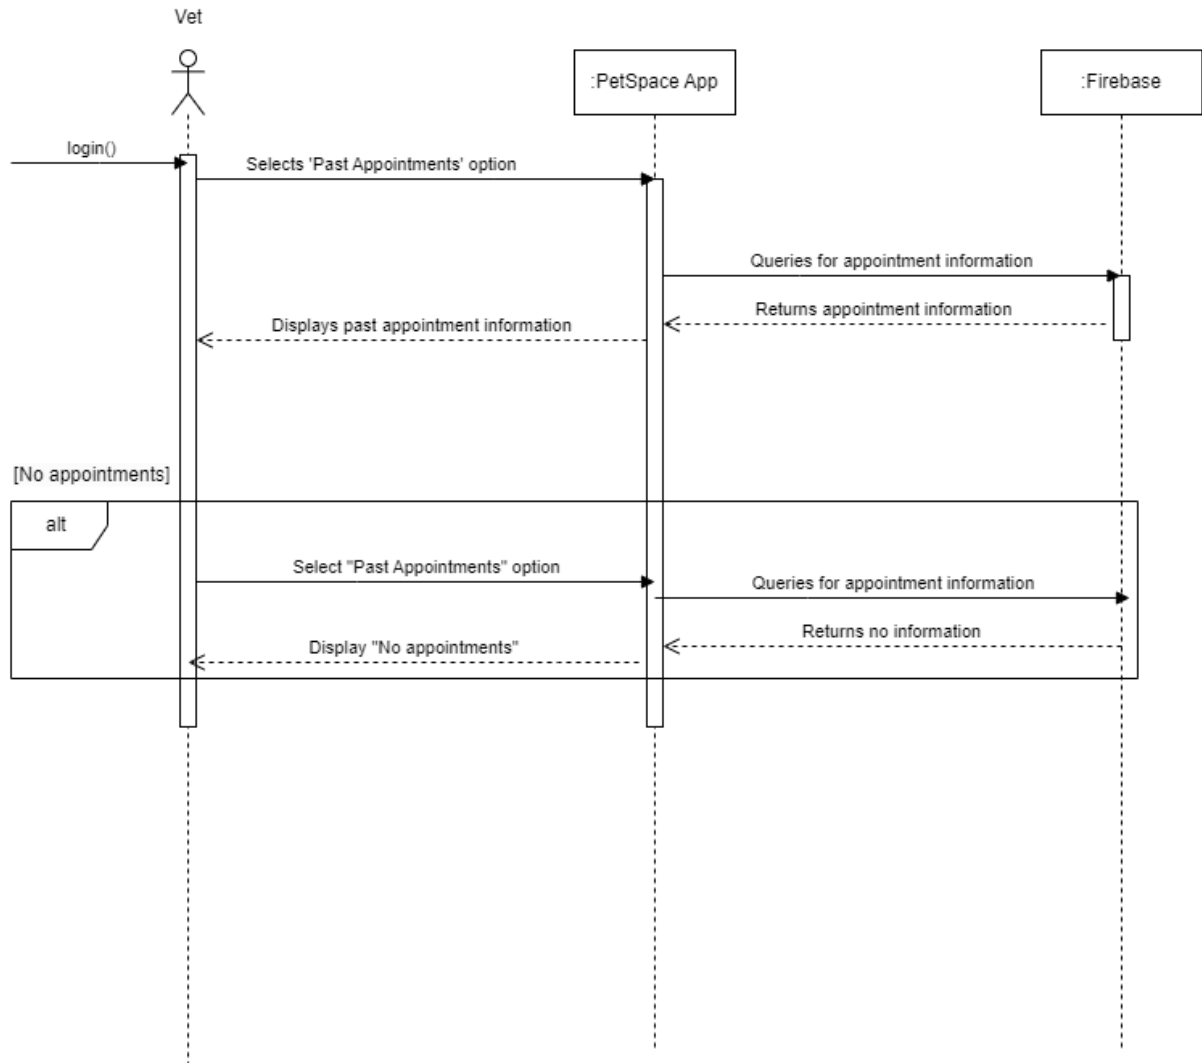 Vet
:PetSpace App
:Firebase
login()
Selects 'Past Appointments' option
Queries for appointment information
Returns appointment information
Displays past appointment information
[No appointments]
alt
Select "Past Appointments" option
Queries for appointment information
Returns no information
Display "No appointments"